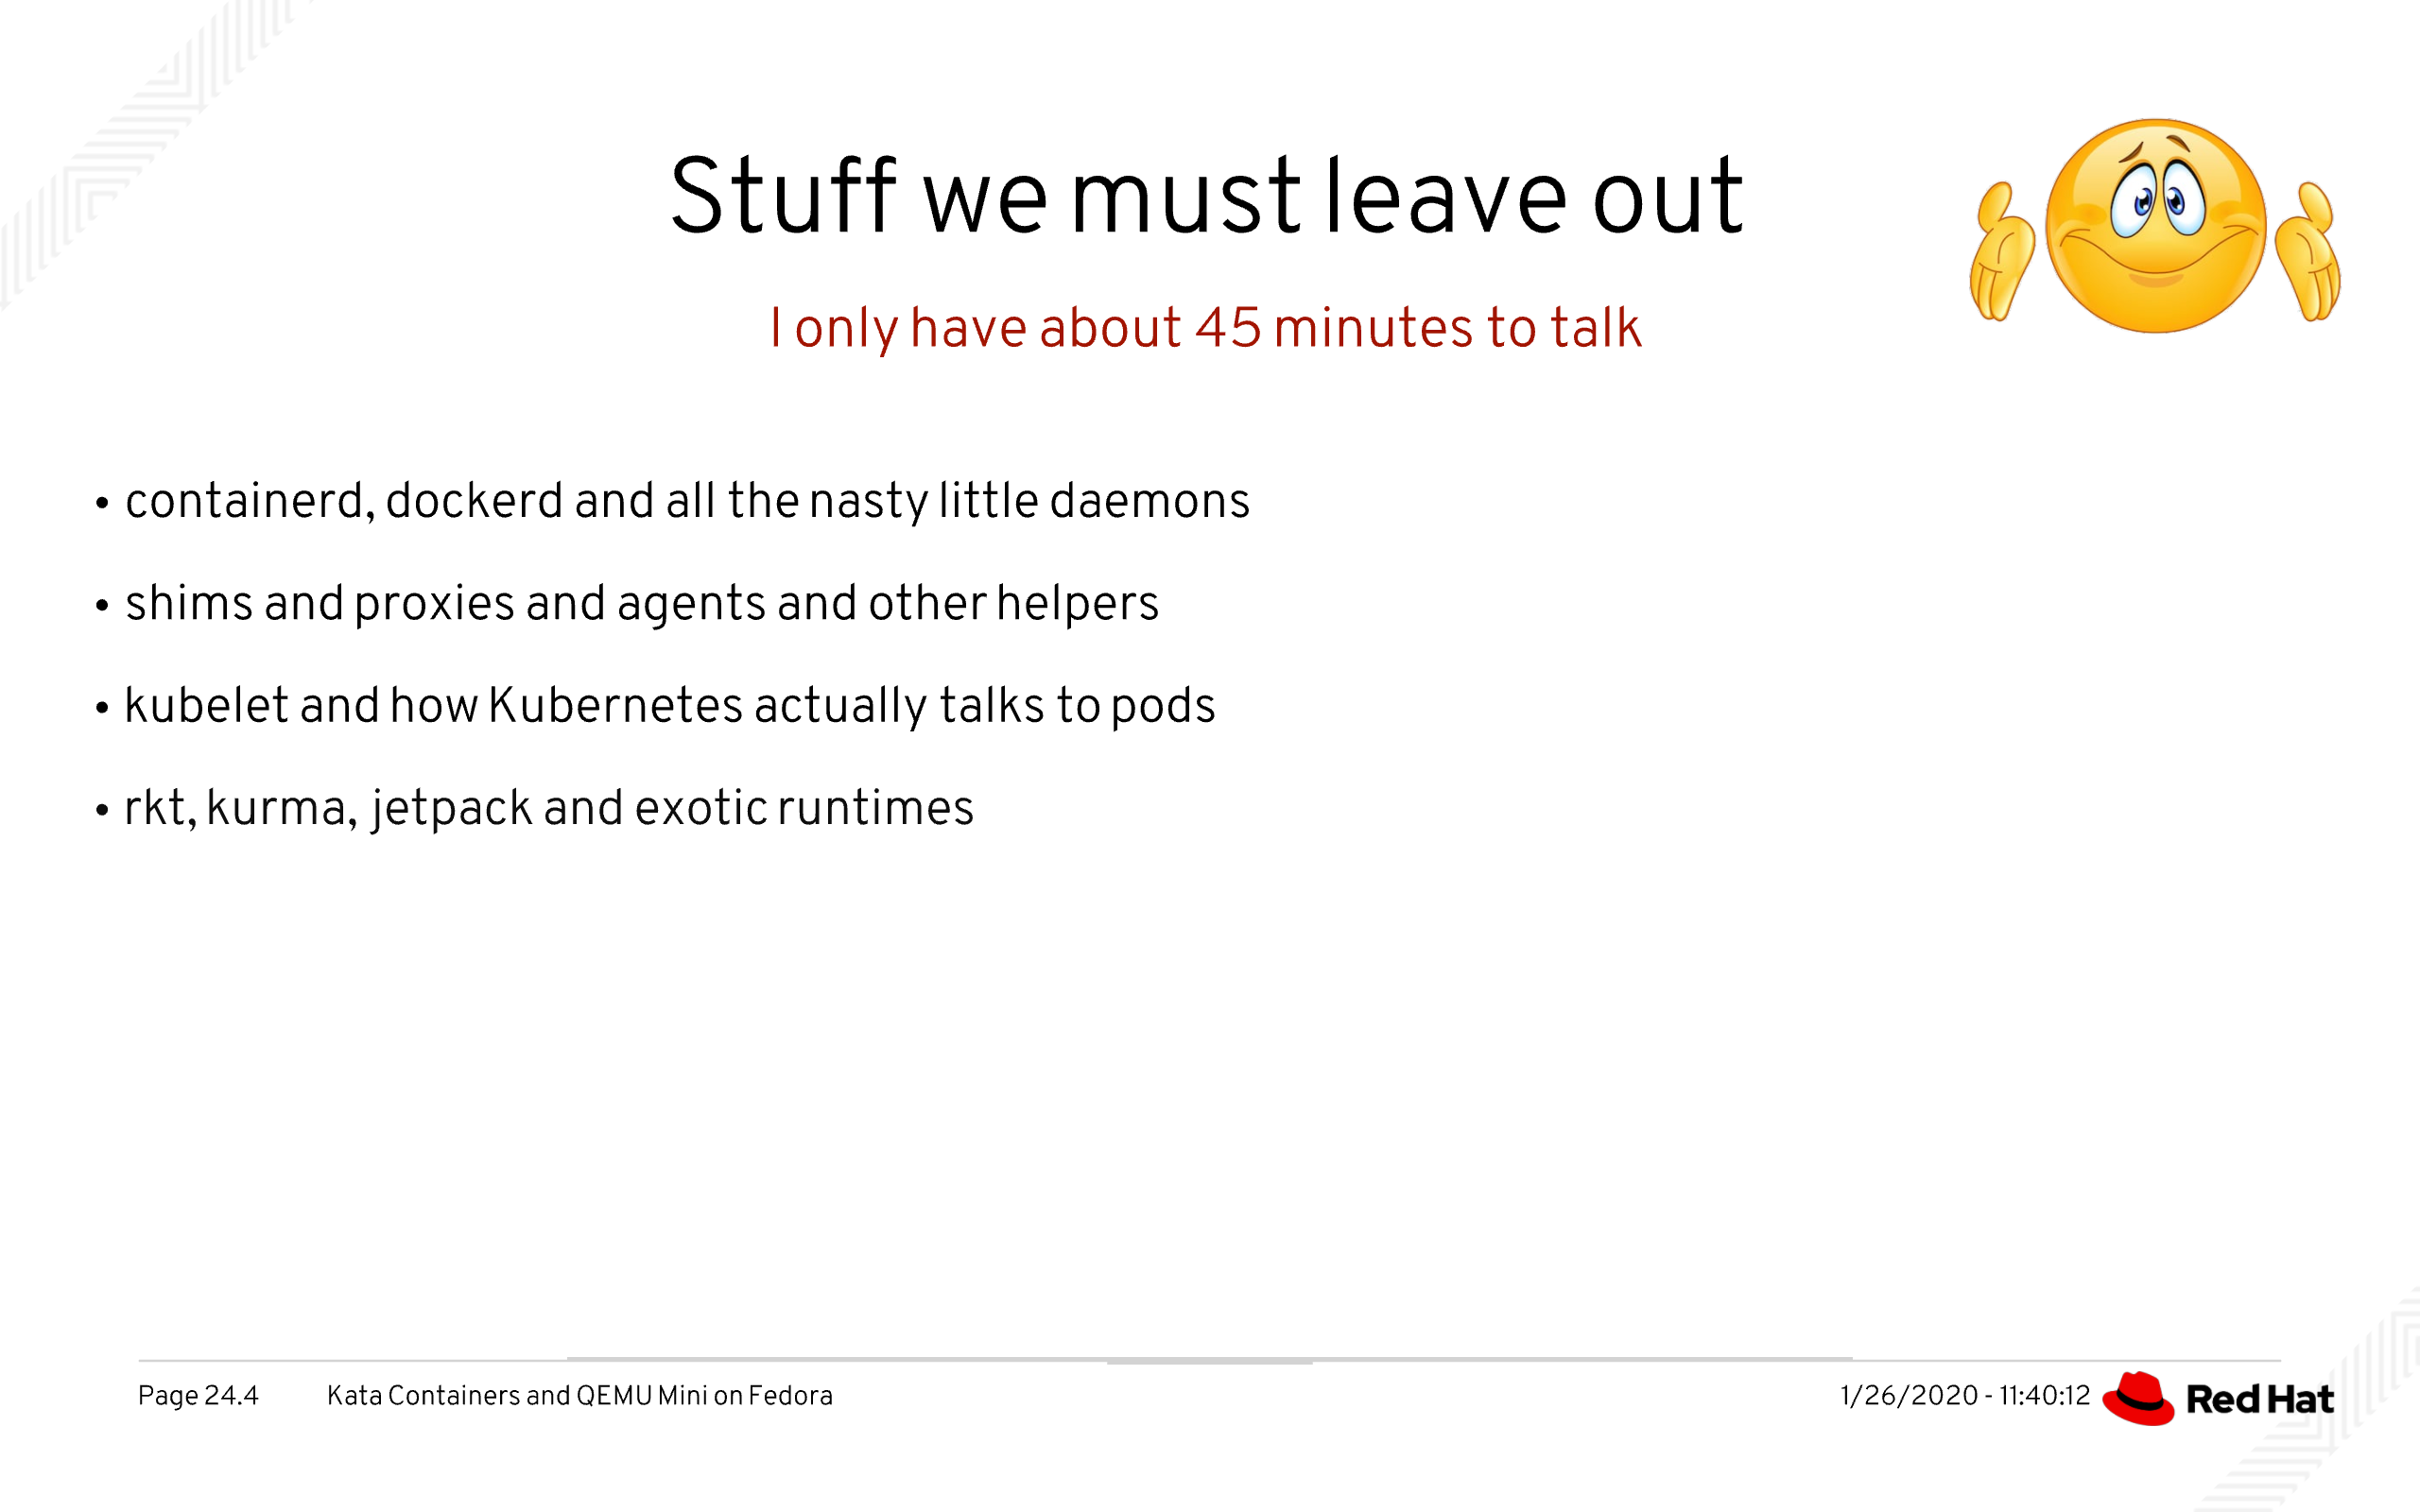 Stuff we must leave out
I only have about 45 minutes to talk
• containerd, dockerd and all the nasty little daemons
• shims and proxies and agents and other helpers
• kubelet and how Kubernetes actually talks to pods
• rkt, kurma, jetpack and exotic runtimes
Page 24.4 Kata Containers and QEMU Mini on Fedora 1/26/2020 - 11:40:12 Red Hat